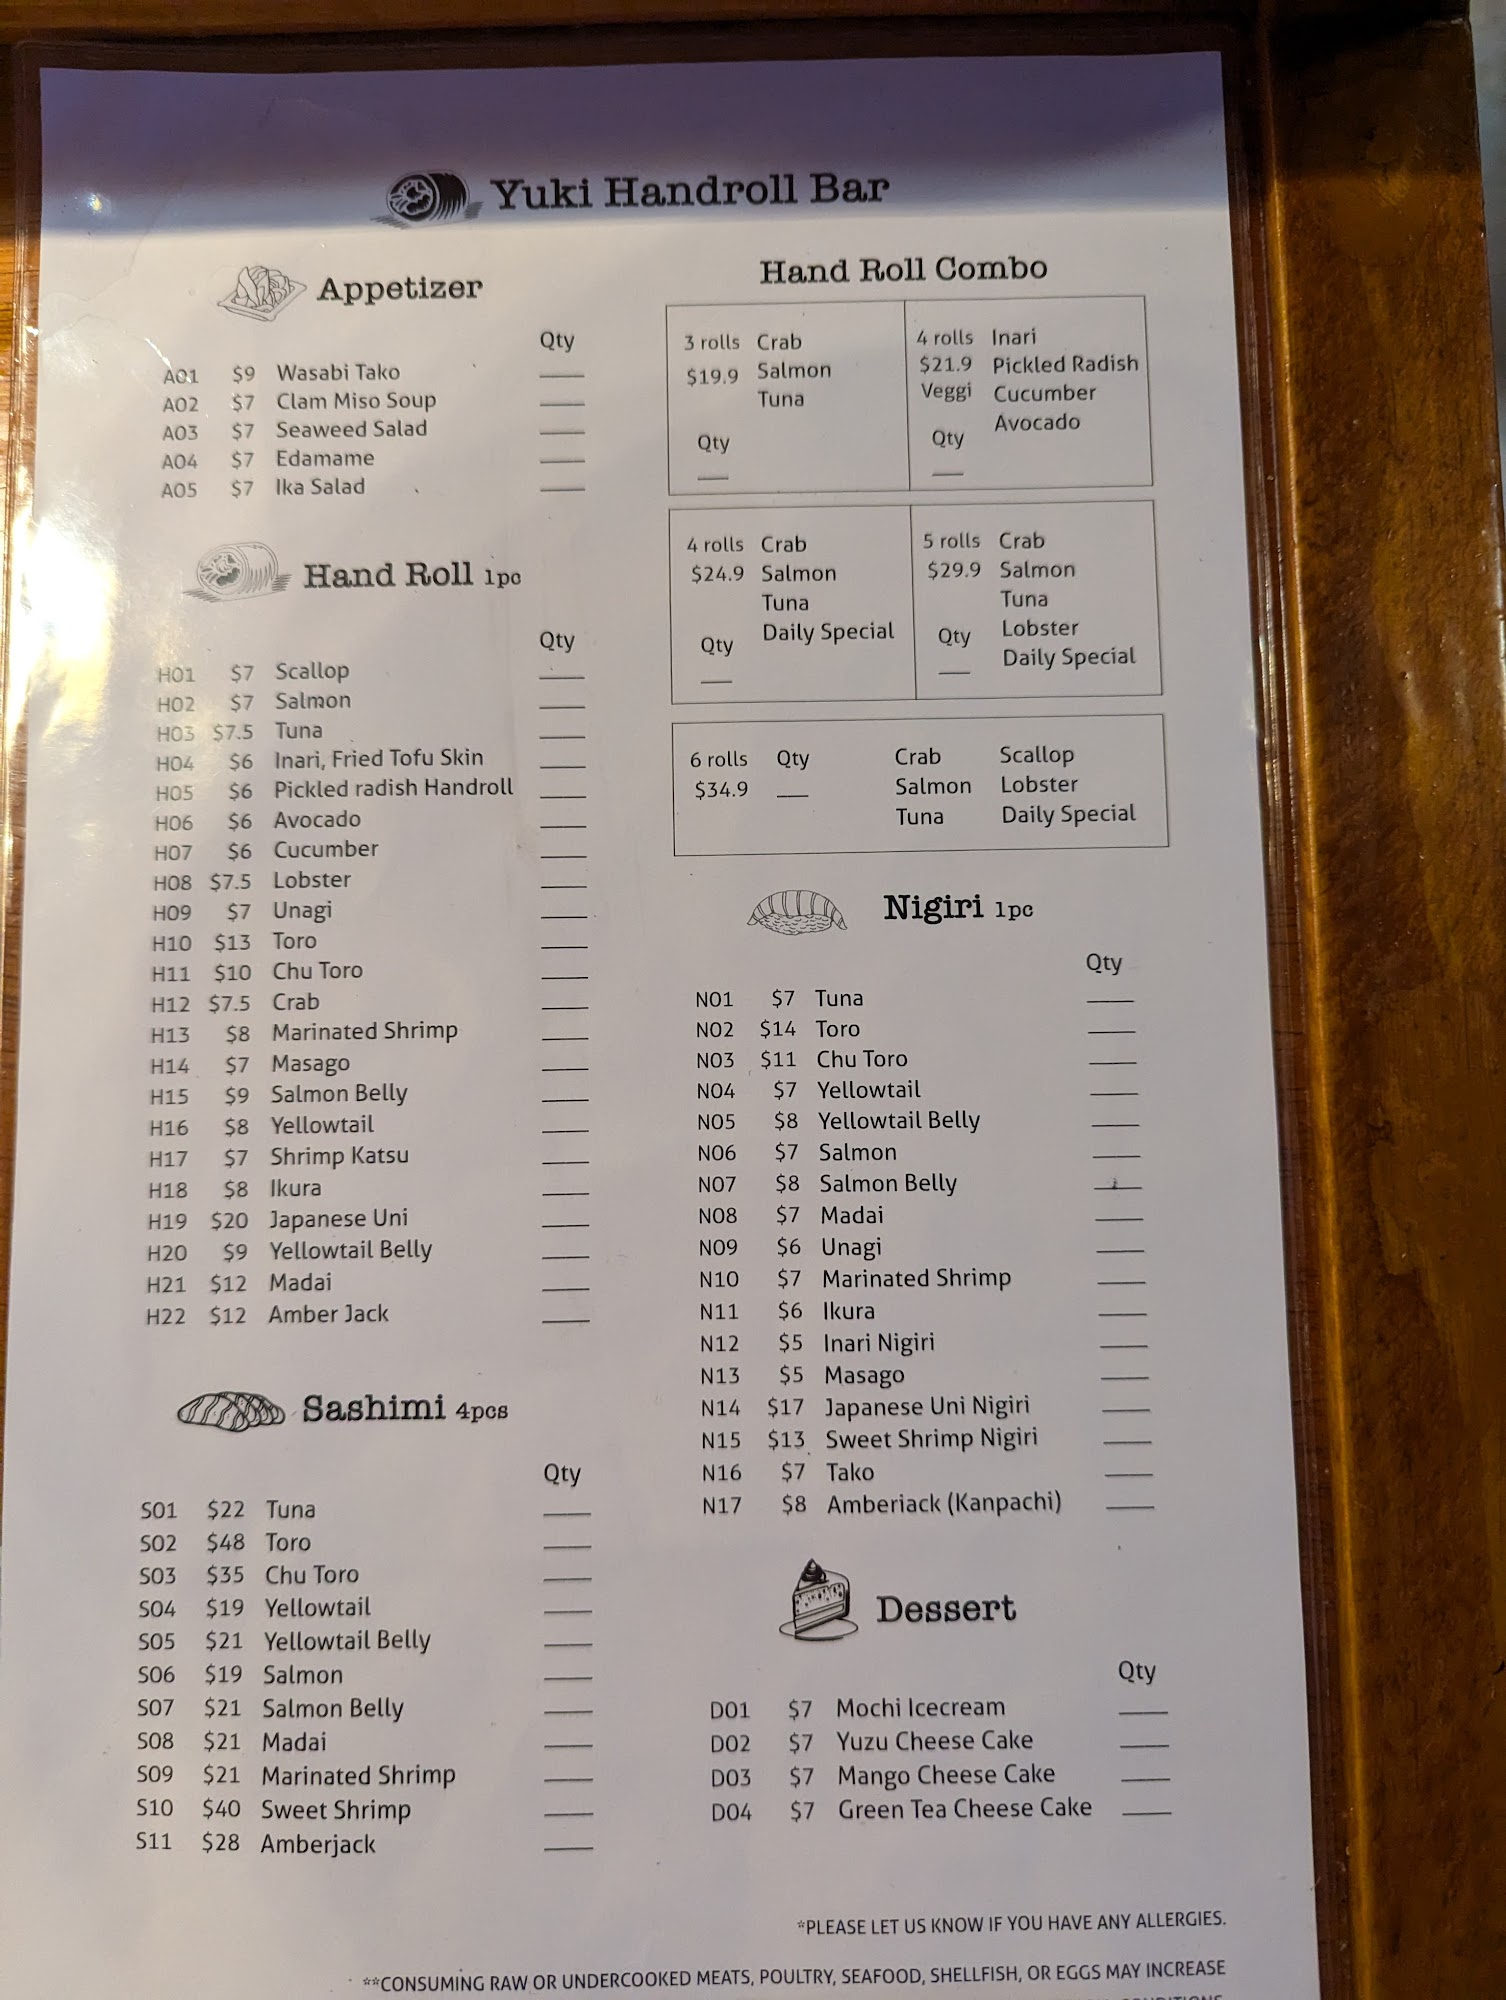 Yuki Handroll Bar
Appetizer
Qty
A01 $9 Wasabi Tako
A02 $7 Clam Miso Soup
A03 $7 Seaweed Salad
A04 $7 Edamame
A05 $7 Ika Salad
Hand Roll 1pc
Qty
H01 $7 Scallop
H02 $7 Salmon
H03 $7.5 Tuna
H04 $6 Inari, Fried Tofu Skin
H05 $6 Pickled radish Handroll
H06 $6 Avocado
H07 $6 Cucumber
H08 $7.5 Lobster
H09 $7 Unagi
H10 $13 Toro
H11 $10 Chu Toro
H12 $7.5 Crab
H13 $8 Marinated Shrimp
H14 $7 Masago
H15 $9 Salmon Belly
H16 $8 Yellowtail
H17 $7 Shrimp Katsu
H18 $8 Ikura
H19 $20 Japanese Uni
H20 $9 Yellowtail Belly
H21 $12 Madai
H22 $12 Amber Jack
Sashimi 4pcs
Qty
S01 $22 Tuna
S02 $48 Toro
S03 $35 Chu Toro
S04 $19 Yellowtail
S05 $21 Yellowtail Belly
S06 $19 Salmon
S07 $21 Salmon Belly
S08 $21 Madai
S09 $21 Marinated Shrimp
S10 $40 Sweet Shrimp
S11 $28 Amberjack
Hand Roll Combo
3 rolls Crab
$19.9 Salmon
Tuna
Qty
4 rolls Inari
$21.9 Pickled Radish
Veggi Cucumber
Avocado
Qty
4 rolls Crab
$24.9 Salmon
Tuna
Qty Daily Special
5 rolls Crab
$29.9 Salmon
Tuna
Qty Lobster
Daily Special
6 rolls Qty Crab Scallop
$34.9 Salmon Lobster
Tuna Daily Special
Nigiri 1pc
Qty
N01 $7 Tuna
N02 $14 Toro
N03 $11 Chu Toro
N04 $7 Yellowtail
N05 $8 Yellowtail Belly
N06 $7 Salmon
N07 $8 Salmon Belly
N08 $7 Madai
N09 $6 Unagi
N10 $7 Marinated Shrimp
N11 $6 Ikura
N12 $5 Inari Nigiri
N13 $5 Masago
N14 $17 Japanese Uni Nigiri
N15 $13 Sweet Shrimp Nigiri
N16 $7 Tako
N17 $8 Amberjack (Kanpachi)
Dessert
Qty
D01 $7 Mochi Icecream
D02 $7 Yuzu Cheese Cake
D03 $7 Mango Cheese Cake
D04 $7 Green Tea Cheese Cake
*PLEASE LET US KNOW IF YOU HAVE ANY ALLERGIES.
**CONSUMING RAW OR UNDERCOOKED MEATS, POULTRY, SEAFOOD, SHELLFISH, OR EGGS MAY INCREASE